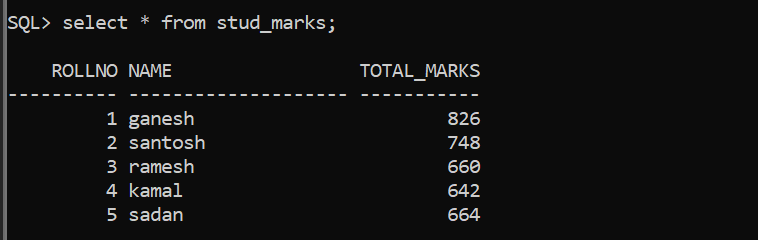 SQL> select * from stud_marks;
    ROLLNO NAME                 TOTAL_MARKS
---------- -------------------- -----------
         1 ganesh                       826
         2 santosh                      748
         3 ramesh                       660
         4 kamal                        642
         5 sadan                        664